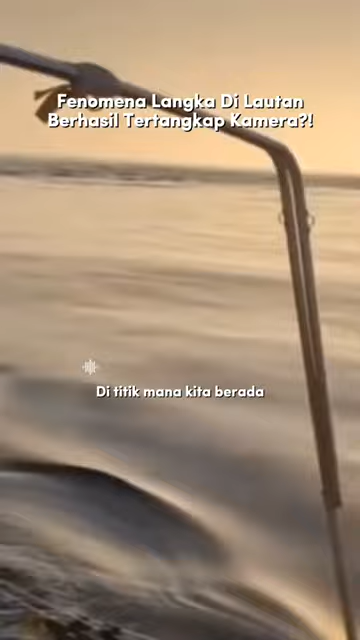 Fenomena Langka Di Lautan
Berhasil Tertangkap Kamera?!
Di titik mana kita berada